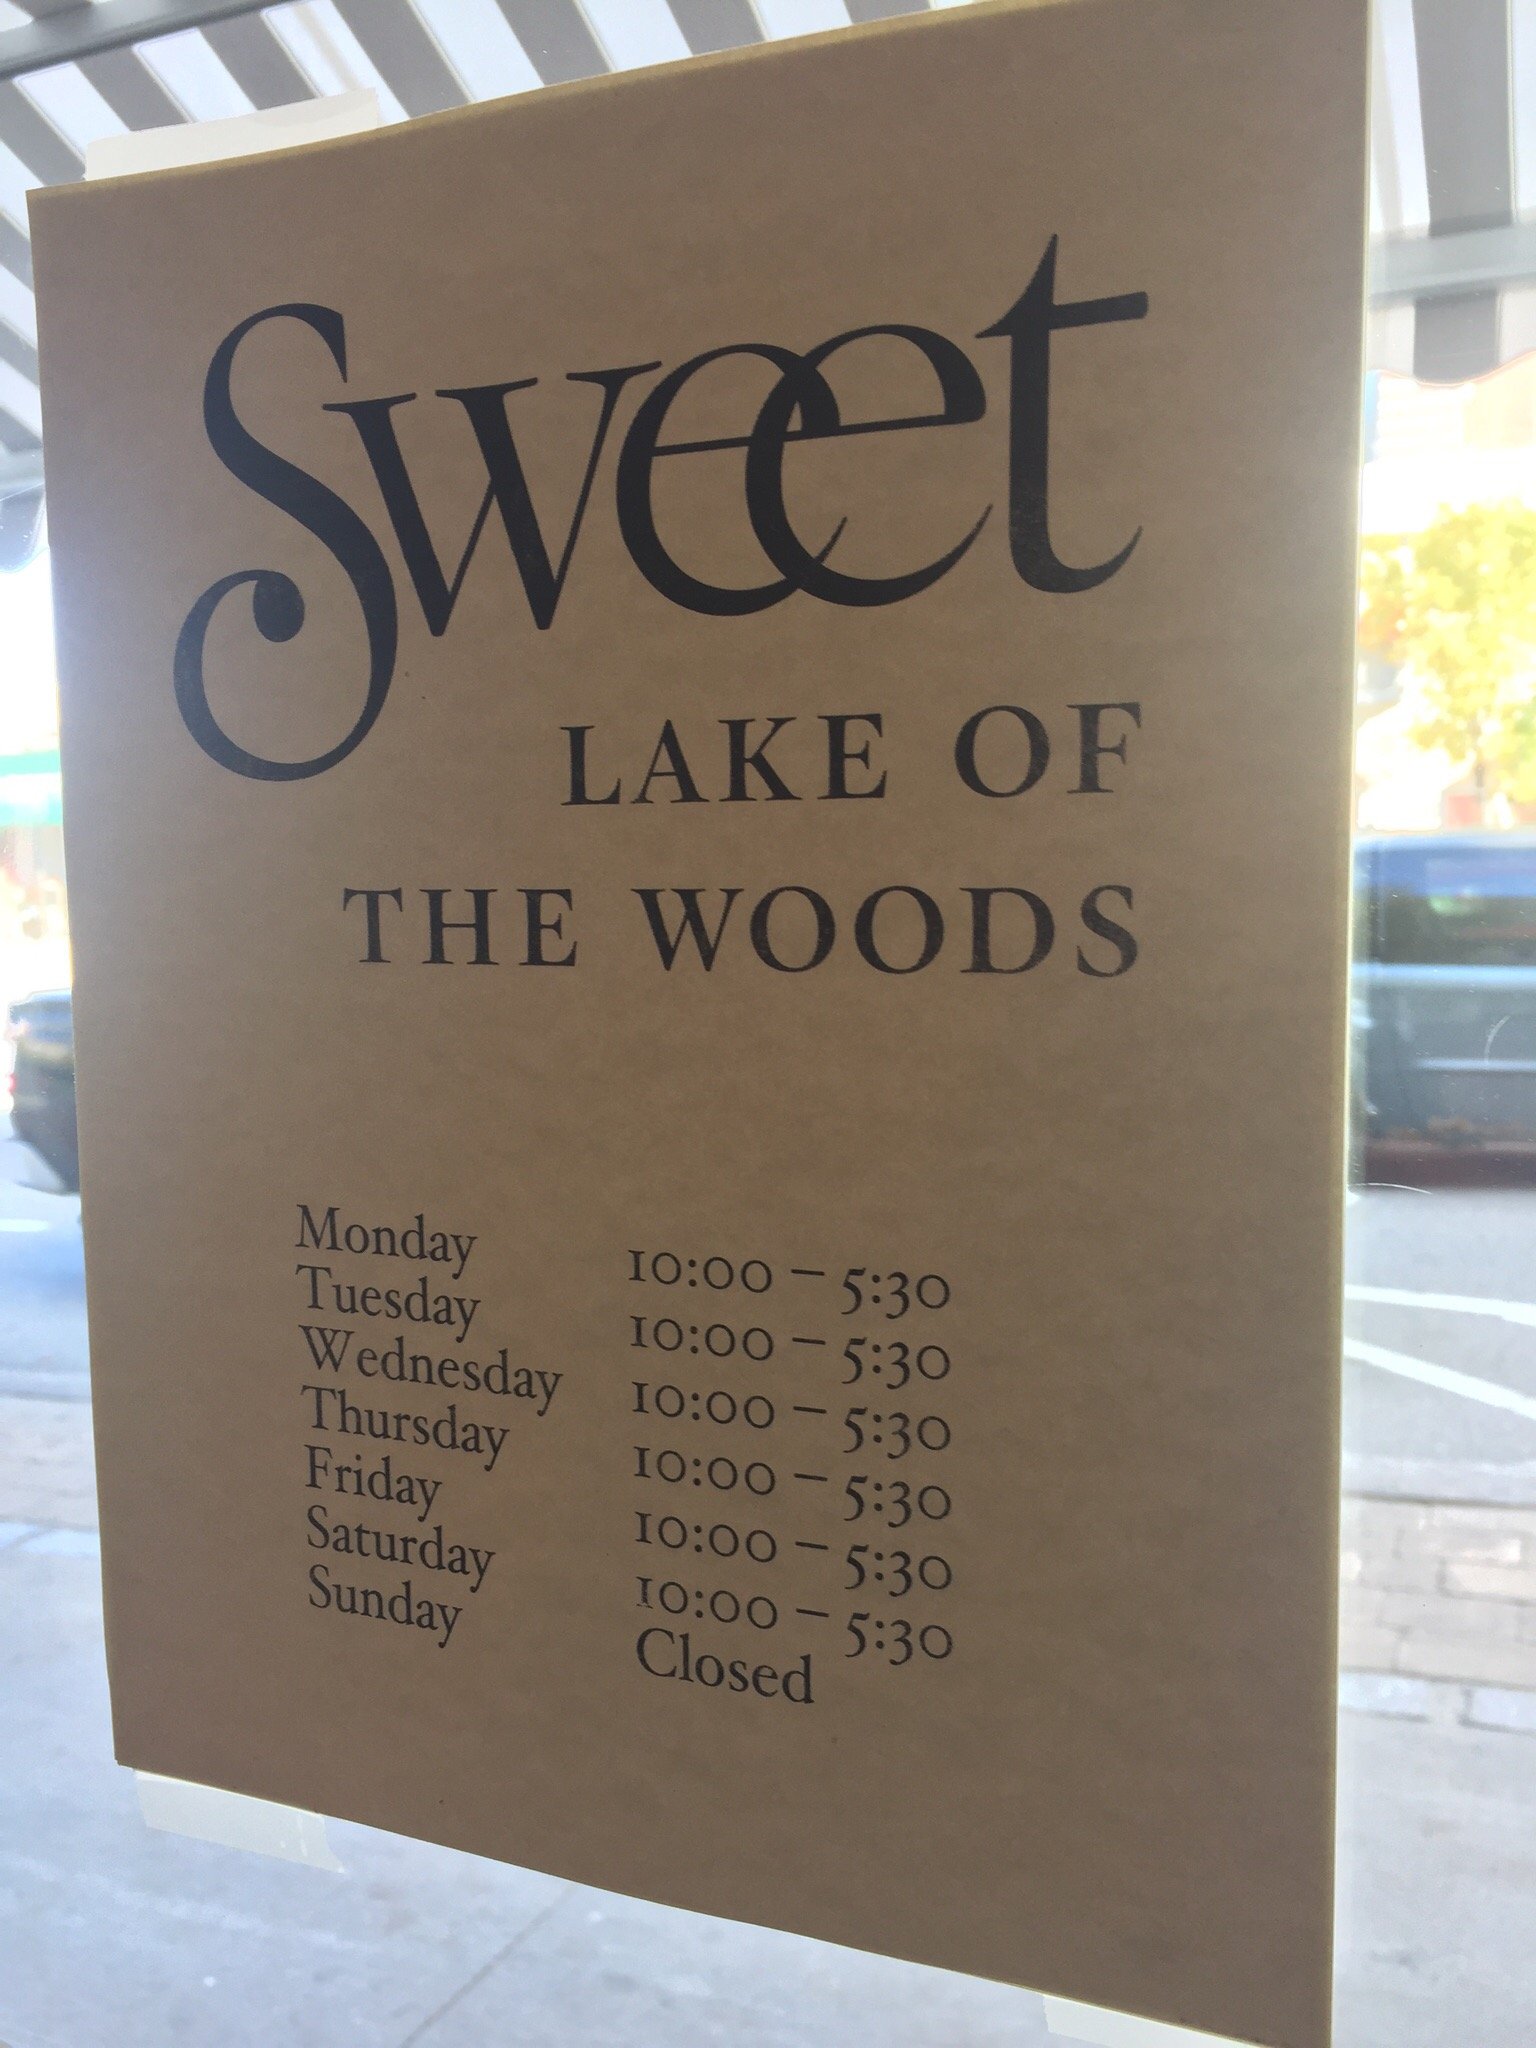 Sweet
LAKE OF
THE WOODS
Monday 10:00 – 5:30
Tuesday 10:00 – 5:30
Wednesday 10:00 – 5:30
Thursday 10:00 – 5:30
Friday 10:00 – 5:30
Saturday 10:00 – 5:30
Sunday Closed